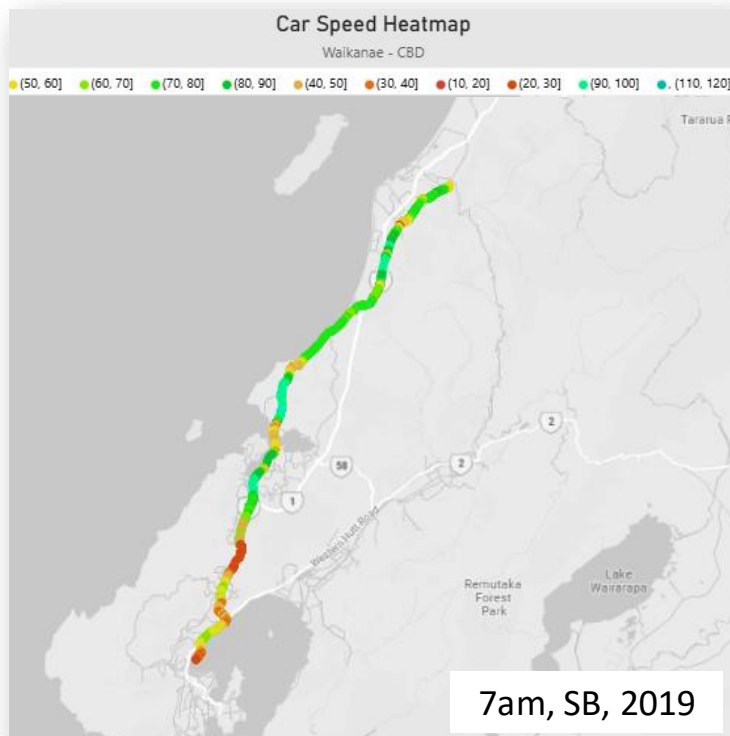 Car Speed Heatmap
Waikanae - CBD
(50, 60] (60, 70] (70, 80] (80, 90] (40, 50] (30, 40] (10, 20] (20, 30] (90, 100] , (110, 120]
Tararua
2
2
58
1
Western Hutt Road
Lake
Wairarapa
Remutaka
Forest
Park
7am, SB, 2019